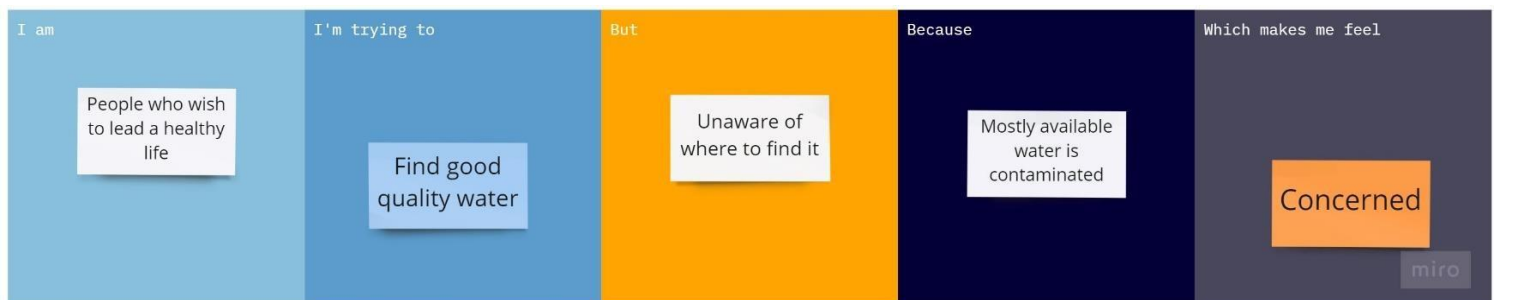 I am
People who wish
to lead a healthy
life
I'm trying to
Find good
quality water
But
Unaware of
where to find it
Because
Mostly available
water is
contaminated
Which makes me feel
Concerned
miro